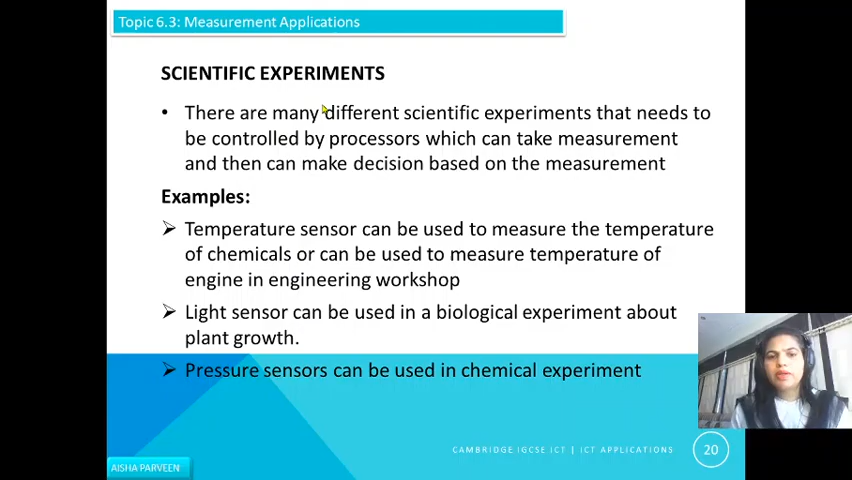 Topic 6.3: Measurement Applications
SCIENTIFIC EXPERIMENTS
• There are many different scientific experiments that needs to
be controlled by processors which can take measurement
and then can make decision based on the measurement
Examples:
➢ Temperature sensor can be used to measure the temperature
of chemicals or can be used to measure temperature of
engine in engineering workshop
➢ Light sensor can be used in a biological experiment about
plant growth.
➢ Pressure sensors can be used in chemical experiment
CAMBRIDGE IGCSE ICT | ICT APPLICATIONS
20
AISHA PARVEEN